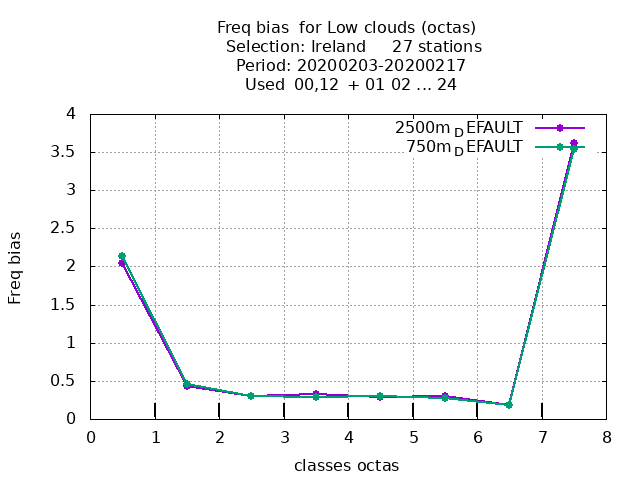 Freq bias  for Low clouds (octas)
Selection: Ireland     27 stations
Period: 20200203-20200217
Used  00,12  + 01 02 ... 24
4
3.5
3
2.5
2
1.5
1
0.5
0
2500m_DEFAULT
750m_DEFAULT
Freq bias
0 1 2 3 4 5 6 7 8
classes octas